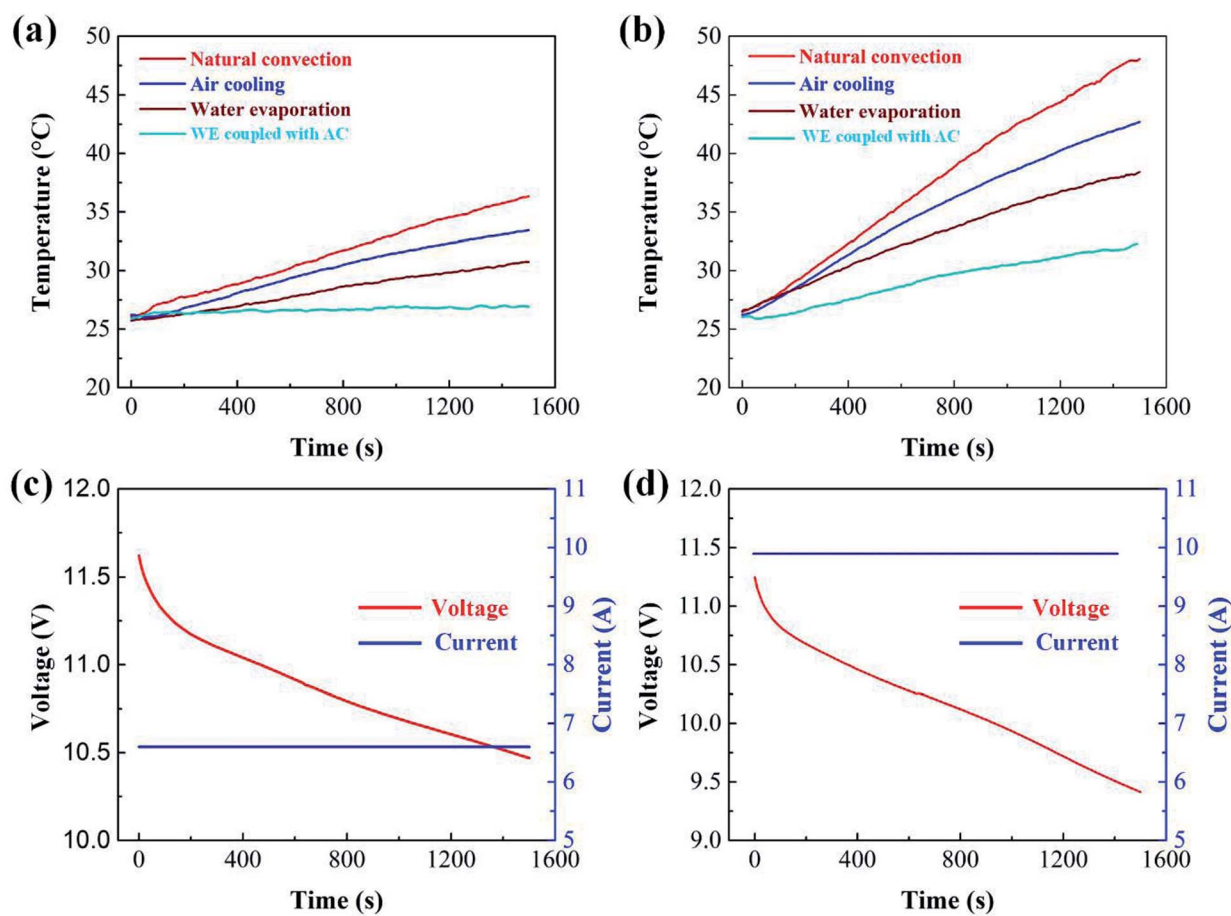 (a)
50
45
40
35
30
25
20
Temperature (°C)
Natural convection
Air cooling
Water evaporation
WE coupled with AC
0 400 800 1200 1600
Time (s)
(b)
50
45
40
35
30
25
20
Temperature (°C)
Natural convection
Air cooling
Water evaporation
WE coupled with AC
0 400 800 1200 1600
Time (s)
(c)
12.0
11.5
11.0
10.5
10.0
Voltage (V)
Voltage
Current
11
10
9
8
7
6
5
Current (A)
0 400 800 1200 1600
Time (s)
(d)
12.0
11.5
11.0
10.5
10.0
9.5
9.0
Voltage (V)
Voltage
Current
11
10
9
8
7
6
5
Current (A)
0 400 800 1200 1600
Time (s)